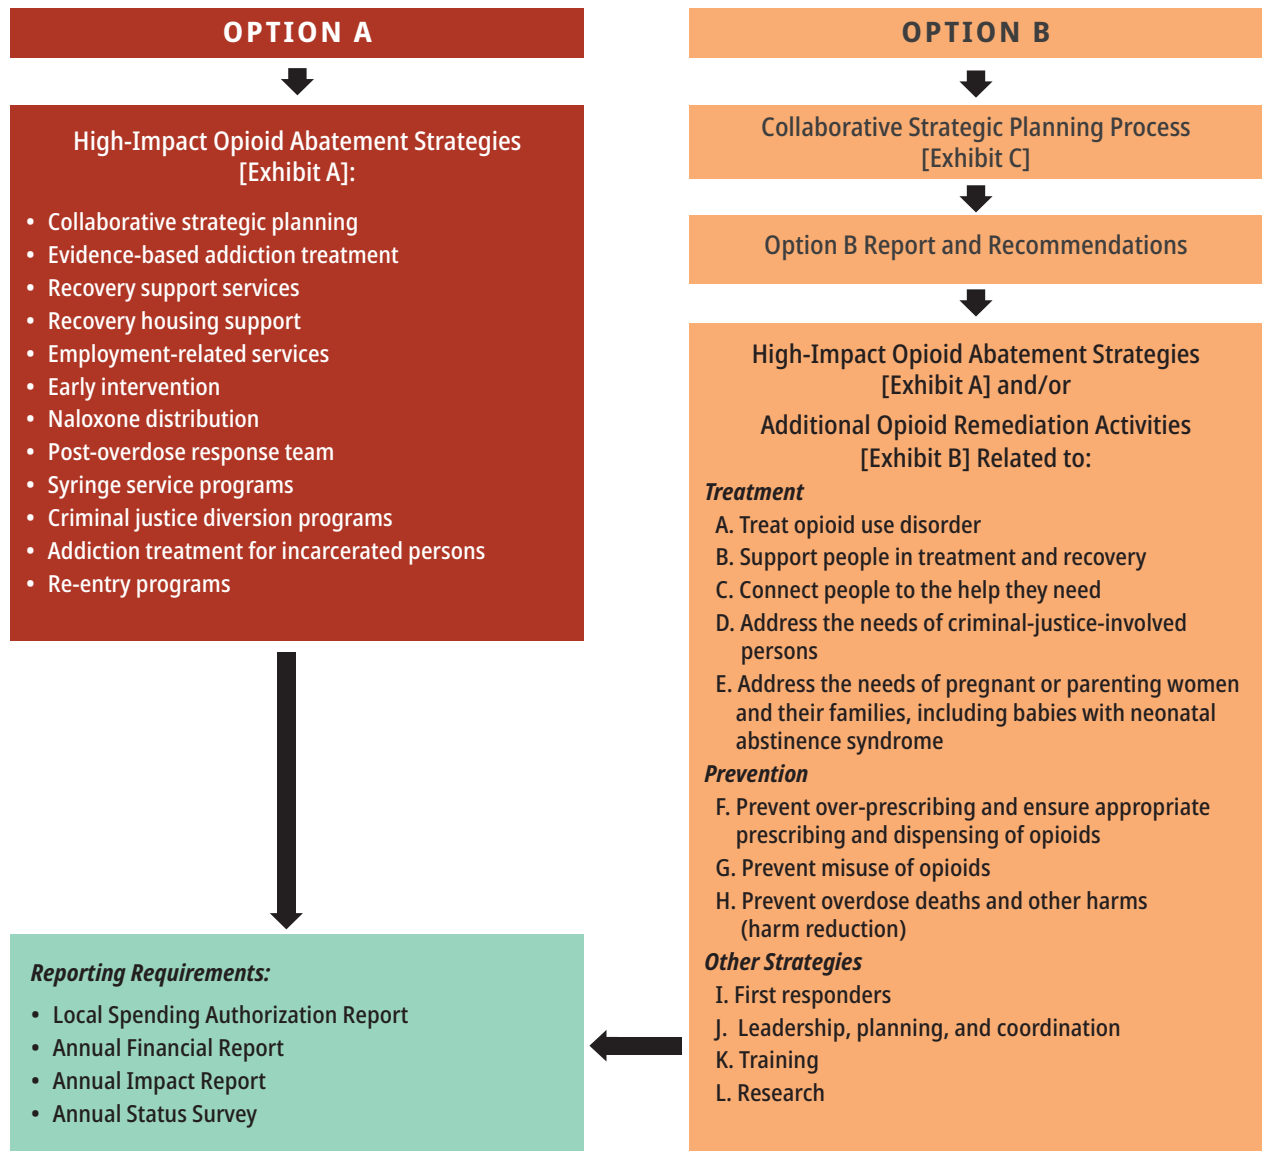 OPTION A
High-Impact Opioid Abatement Strategies
[Exhibit A]:
• Collaborative strategic planning
• Evidence-based addiction treatment
• Recovery support services
• Recovery housing support
• Employment-related services
• Early intervention
• Naloxone distribution
• Post-overdose response team
• Syringe service programs
• Criminal justice diversion programs
• Addiction treatment for incarcerated persons
• Re-entry programs
OPTION B
Collaborative Strategic Planning Process
[Exhibit C]
Option B Report and Recommendations
High-Impact Opioid Abatement Strategies
[Exhibit A] and/or
Additional Opioid Remediation Activities
[Exhibit B] Related to:
Treatment
A. Treat opioid use disorder
B. Support people in treatment and recovery
C. Connect people to the help they need
D. Address the needs of criminal-justice-involved
persons
E. Address the needs of pregnant or parenting women
and their families, including babies with neonatal
abstinence syndrome
Prevention
F. Prevent over-prescribing and ensure appropriate
prescribing and dispensing of opioids
G. Prevent misuse of opioids
H. Prevent overdose deaths and other harms
(harm reduction)
Other Strategies
I. First responders
J. Leadership, planning, and coordination
K. Training
L. Research
Reporting Requirements:
• Local Spending Authorization Report
• Annual Financial Report
• Annual Impact Report
• Annual Status Survey